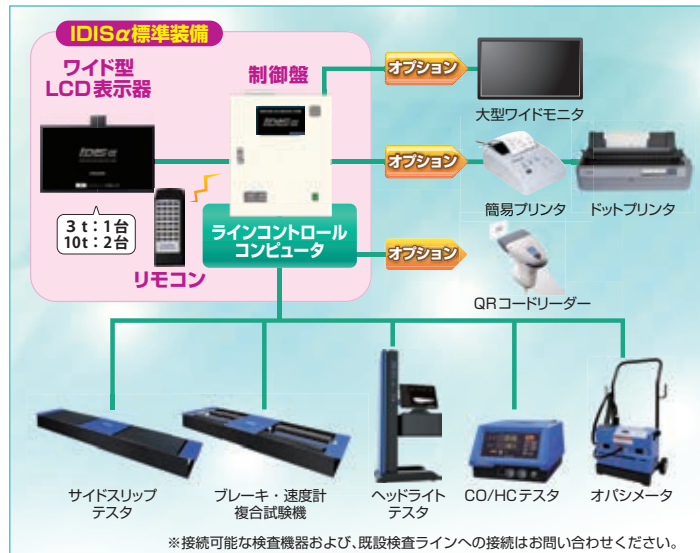 IDISα標準装備
ワイド型
LCD表示器
制御盤
IDISα
3t:1台
10t:2台
リモコン
ラインコントロール
コンピュータ
オプション
大型ワイドモニタ
オプション
簡易プリンタ
ドットプリンタ
オプション
QRコードリーダー
サイドスリップ
テスタ
ブレーキ・速度計
複合試験機
ヘッドライト
テスタ
CO/HCテスタ
オパシメータ
※接続可能な検査機器および、既設検査ラインへの接続はお問い合わせください。